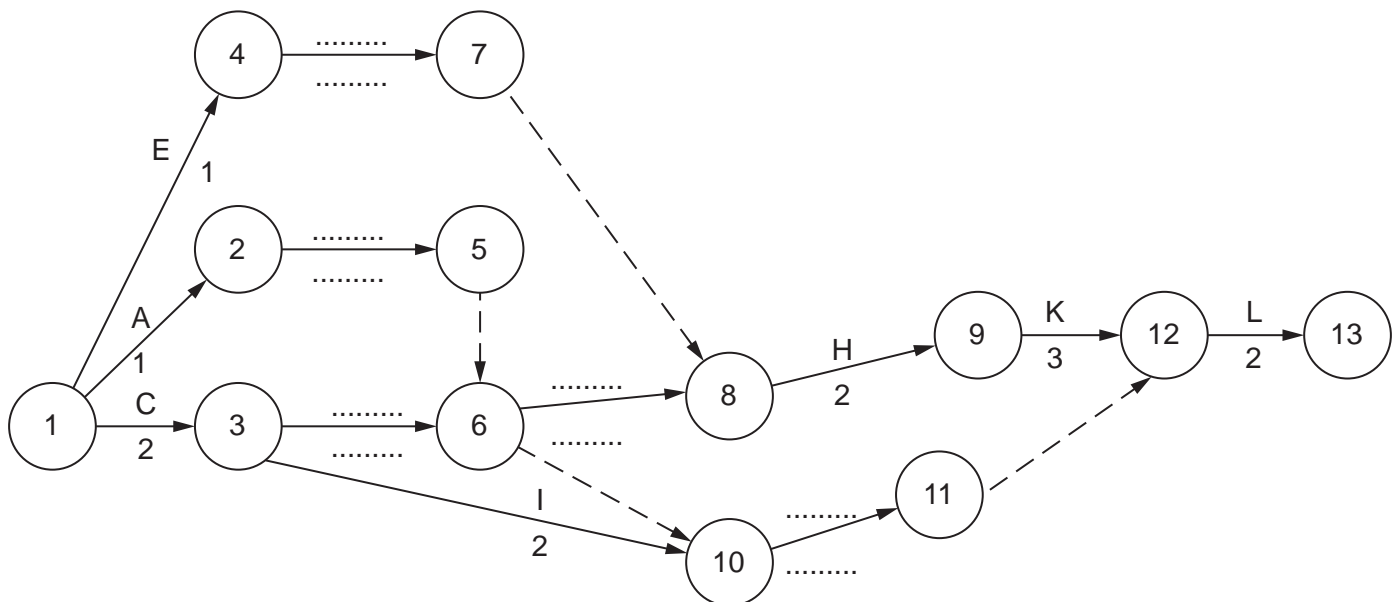 4 ......... 7
.........
E
1
2 ......... 5
.........
A
1
9 K 12 L 13
3 2
H
2
......... 8
.........
1 C 3 ......... 6
2 .........
I
2
......... 11
10 .........